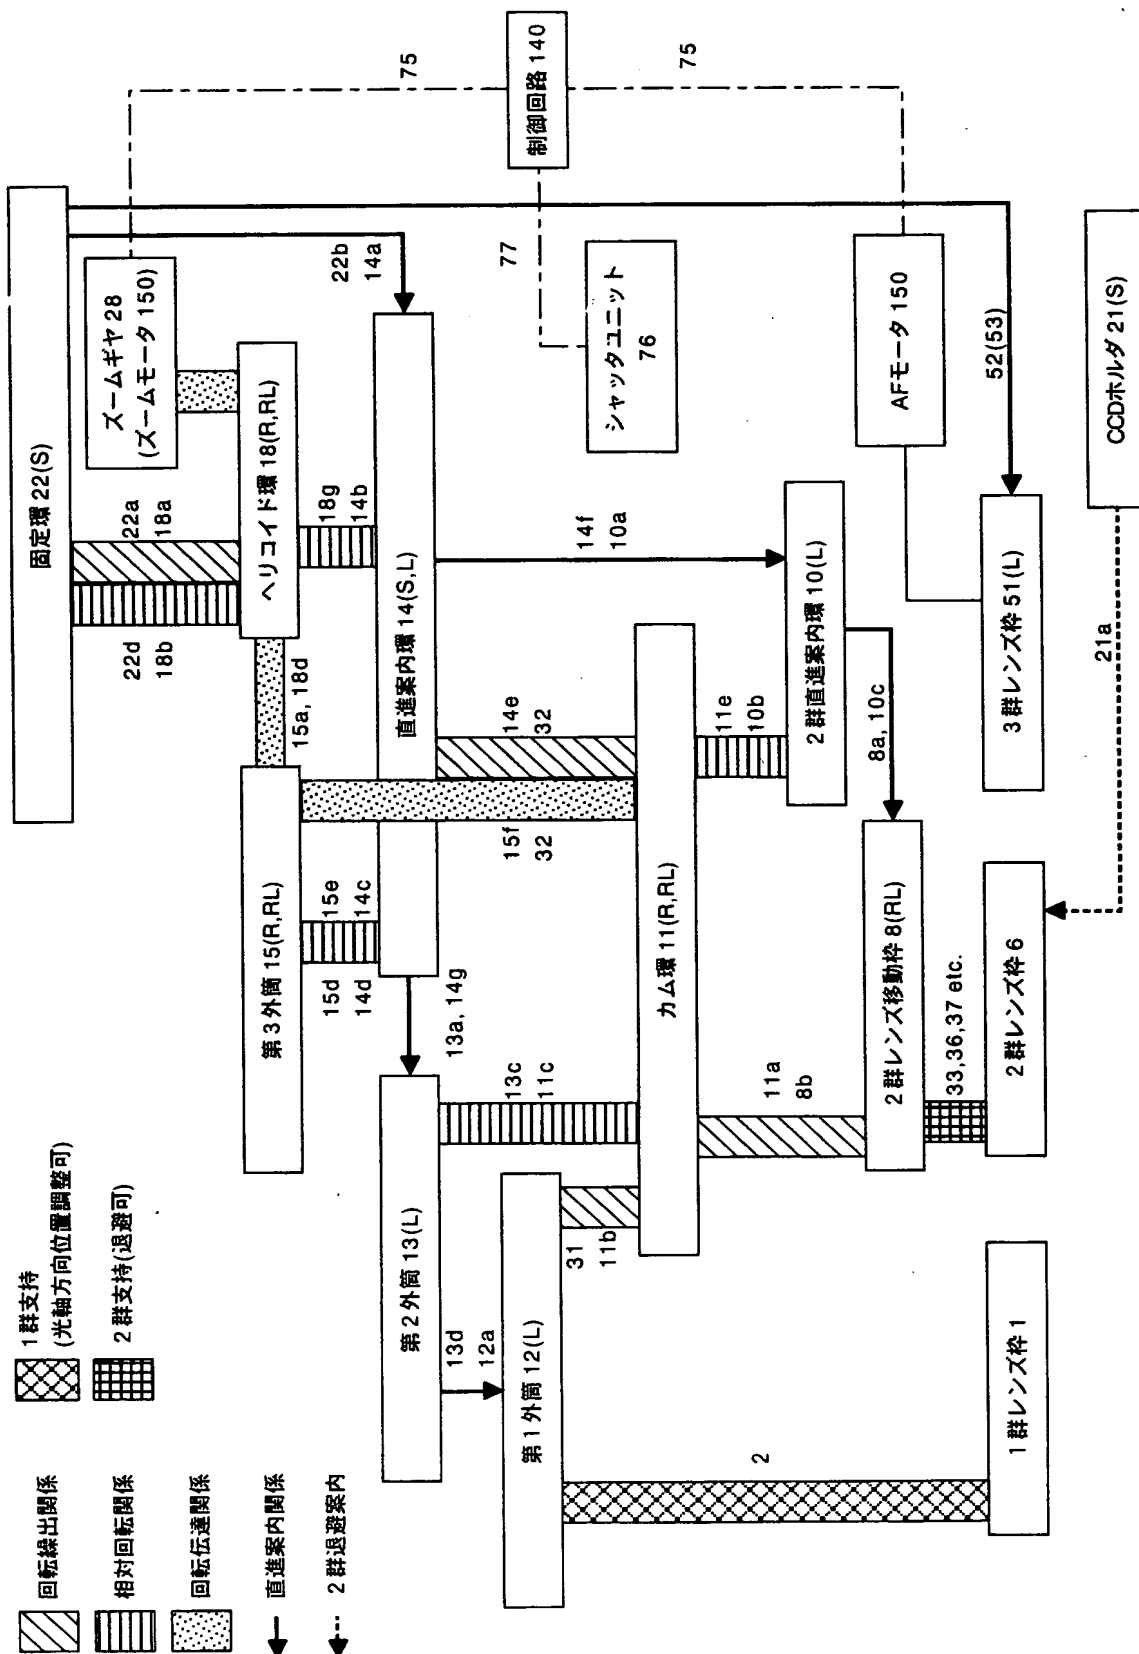 回転繰出関係
相対回転関係
回転伝達関係
直進案内関係
2群退避案内
1群支持
(光軸方向位置調整可)
2群支持(退避可)
固定環 22(S)
ズームギヤ 28
(ズームモータ 150)
22a
18a
22d
18b
ヘリコイド環 18(R,RL)
15a, 18d
18g
14b
22b
14a
第3外筒 15(R,RL)
15e
14c
15d
14d
直進案内環 14(S,L)
13a, 14g
14e
32
15f
32
14f
10a
第2外筒 13(L)
13d
12a
13c
11c
第1外筒 12(L)
31
11b
カム環 11(R,RL)
11e
10b
11a
8b
2群直進案内環 10(L)
8a, 10c
2群レンズ移動枠 8(RL)
33,36,37 etc.
2群レンズ枠 6
2
1群レンズ枠 1
3群レンズ枠 51(L)
52(53)
AFモータ 150
シャッタユニット
76
77
制御回路 140
75
75
CCDホルダ 21(S)
21a